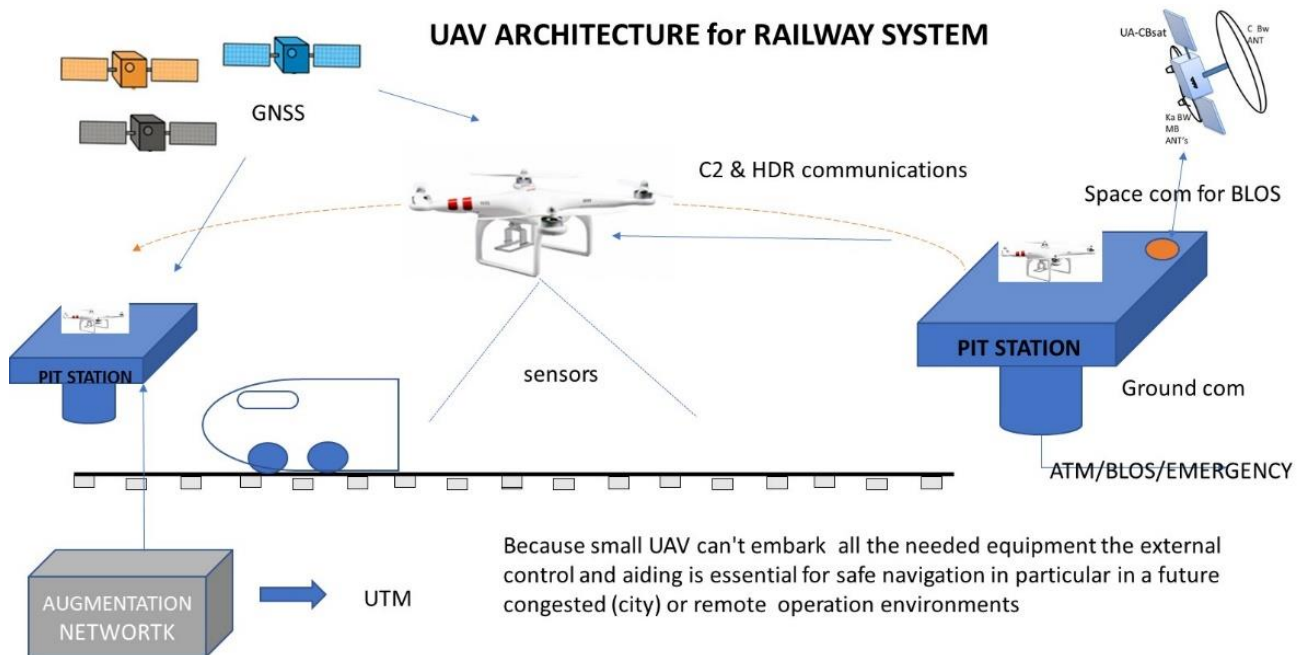 UAV ARCHITECTURE for RAILWAY SYSTEM
UA-CBsat
C Bw
ANT
GNSS
Ka BW
MB
ANT's
C2 & HDR communications
Space com for BLOS
PIT STATION
PIT STATION
sensors
Ground com
ATM/BLOS/EMERGENCY
Because small UAV can't embark all the needed equipment the external
control and aiding is essential for safe navigation in particular in a future
congested (city) or remote operation environments
AUGMENTATION
NETWORTK
UTM